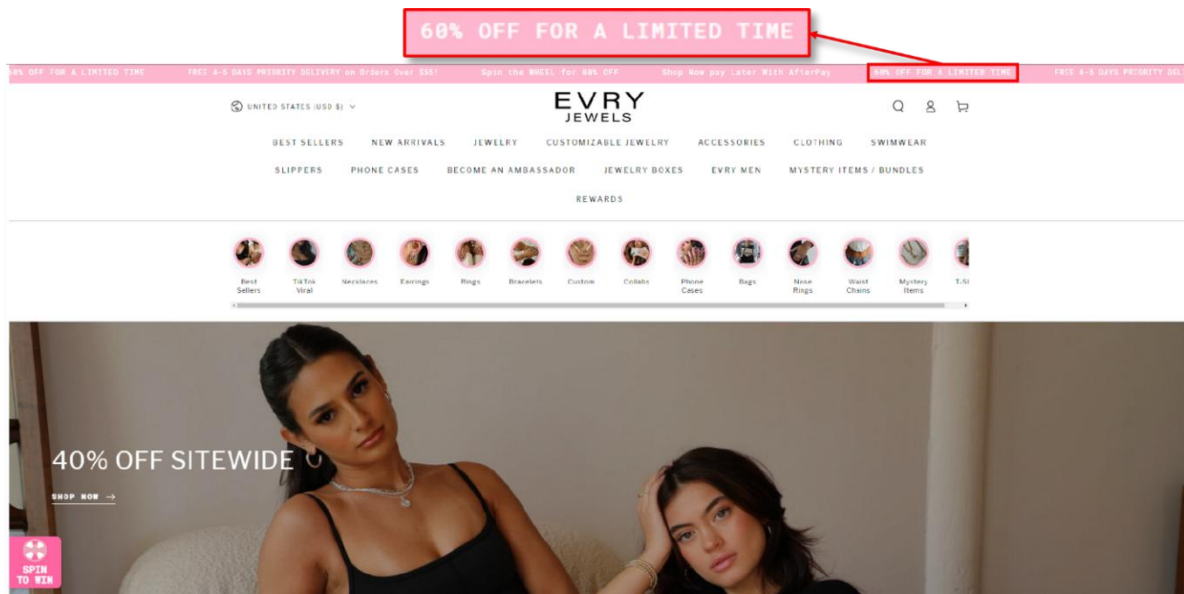 60% OFF FOR A LIMITED TIME
60% OFF FOR A LIMITED TIME FREE 4-5 DAYS PRIORITY DELIVERY on Orders Over $55! Spin the WHEEL for 80% OFF Shop Now pay Later With AfterPay 60% OFF FOR A LIMITED TIME FREE 4-5 DAYS PRIORITY DEL
UNITED STATES (USD $)
EVRY
JEWELS
BEST SELLERS NEW ARRIVALS JEWELRY CUSTOMIZABLE JEWELRY ACCESSORIES CLOTHING SWIMWEAR
SLIPPERS PHONE CASES BECOME AN AMBASSADOR JEWELRY BOXES EVRY MEN MYSTERY ITEMS / BUNDLES
REWARDS
Best Sellers TikTok Viral Necklaces Earrings Rings Bracelets Custom Collabs Phone Cases Bags Nose Rings Waist Chains Mystery Items T-S
40% OFF SITEWIDE
SHOP NOW →
SPIN
TO WIN